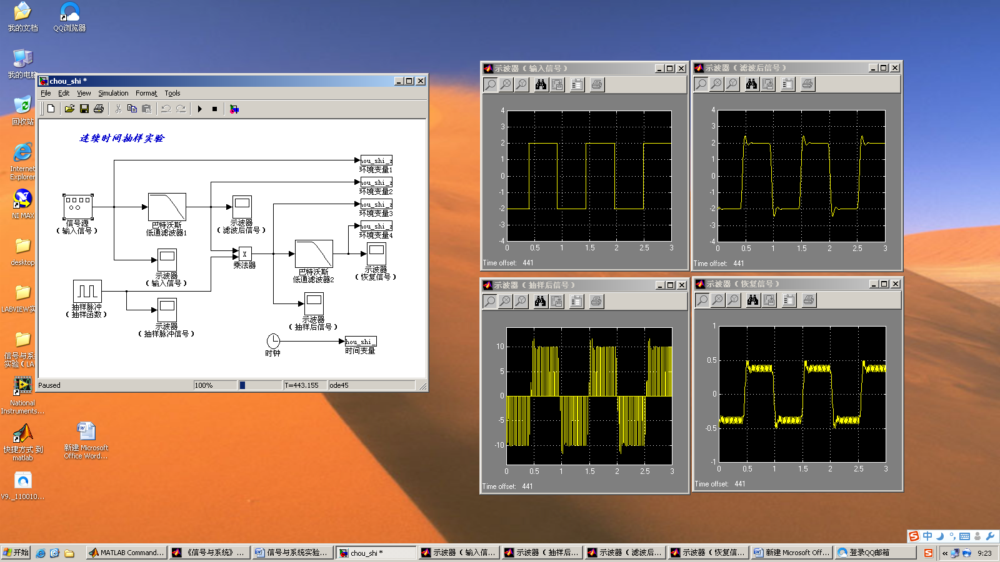 我的文档
QQ浏览器
我的电脑
回收站
Internet
Explorer
NI MAX
desktop
LABVIEW实
信号与系
实验（LA
National
Instruments...
快捷方式 到
matlab
新建 Microsoft
Office Word...
V9._110010...
chou_shi *
File Edit View Simulation Format Tools
连续时间抽样实验
信号源
（输入信号）
巴特沃斯
低通滤波器1
示波器
（滤波后信号）
hou_shi_z
环境变量1
hou_shi_z
环境变量2
hou_shi_z
环境变量3
hou_shi_z
环境变量4
示波器
（输入信号）
X
乘法器
巴特沃斯
低通滤波器2
示波器
（恢复信号）
抽样脉冲
（抽样函数）
示波器
（抽样脉冲信号）
示波器
（抽样后信号）
时钟
hou_shi_
时间变量
Paused 100% T=443.155 ode45
示波器（输入信号）
4
3
2
1
0
-1
-2
-3
-4
0 0.5 1 1.5 2 2.5 3
Time offset: 441
示波器（滤波后信号）
4
3
2
1
0
-1
-2
-3
-4
0 0.5 1 1.5 2 2.5 3
Time offset: 441
示波器（抽样后信号）
10
5
0
-5
-10
0 0.5 1 1.5 2 2.5 3
Time offset: 441
示波器（恢复信号）
1
0.5
0
-0.5
-1
0 0.5 1 1.5 2 2.5 3
Time offset: 441
S 中
开始
MATLAB Command...
《信号与系统》...
信号与系统实验...
chou_shi *
示波器（输入信...
示波器（抽样后...
示波器（滤波后...
示波器（恢复信...
新建 Microsoft Off...
登录QQ邮箱
S
«
9:23